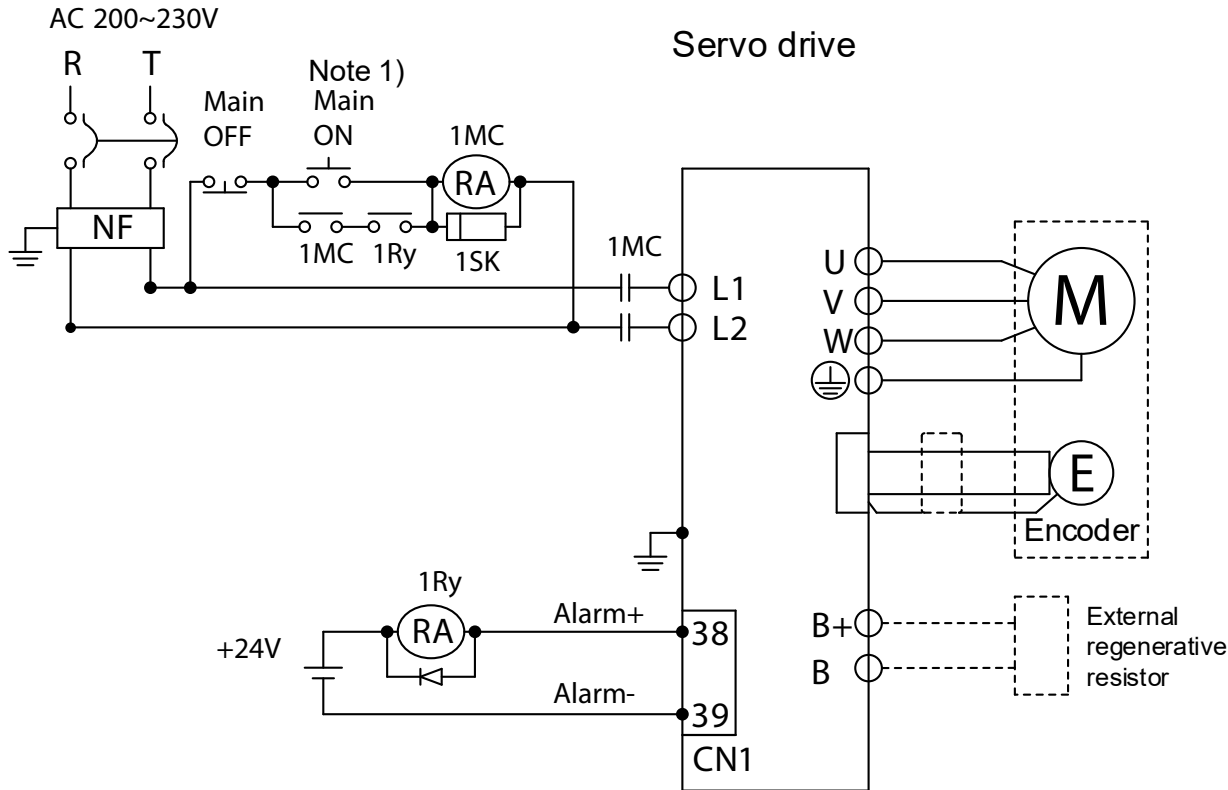 AC 200~230V
Servo drive
R
T
Note 1)
Main
OFF
Main
ON
1MC
RA
NF
1MC
1Ry
1SK
1MC
L1
L2
U
V
W
M
E
Encoder
1Ry
RA
+24V
Alarm+
38
Alarm-
39
CN1
B+
B
External
regenerative
resistor